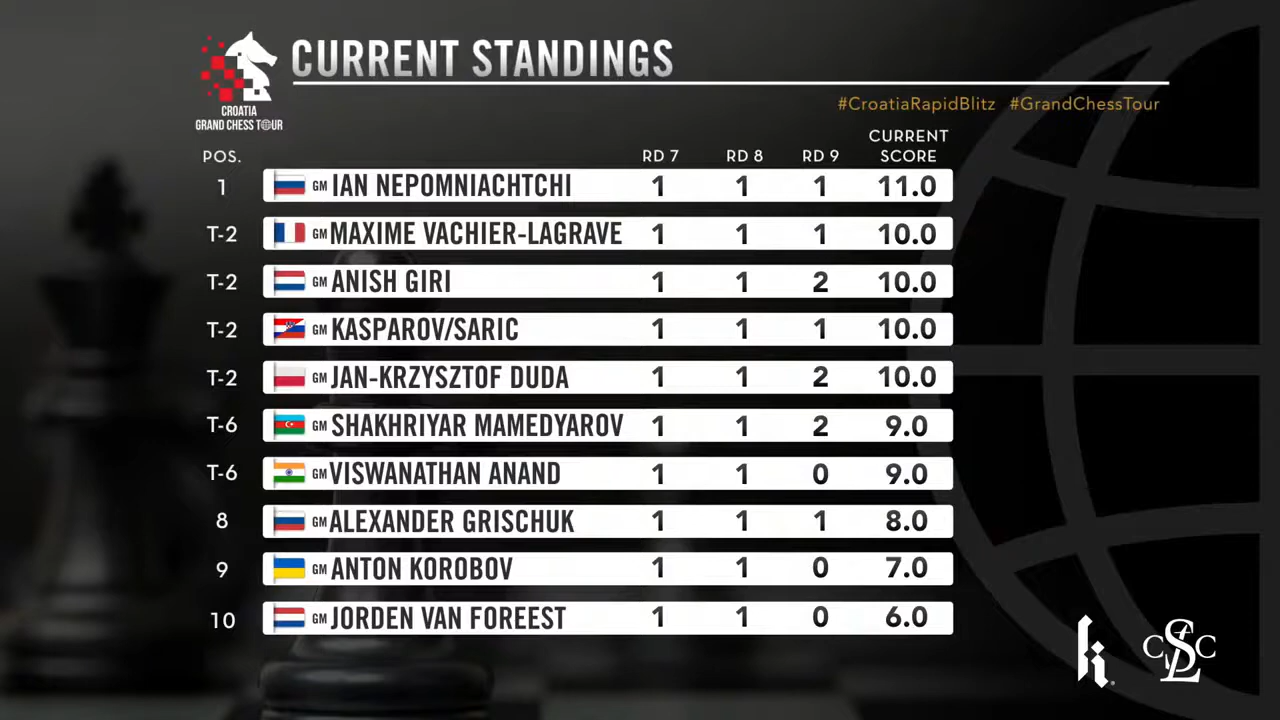 CURRENT STANDINGS
CROATIA
GRAND CHESS TOUR
#CroatiaRapidBlitz #GrandChessTour
POS. RD 7 RD 8 RD 9 CURRENT SCORE
1 GM IAN NEPOMNIACHTCHI 1 1 1 11.0
T-2 GM MAXIME VACHIER-LAGRAVE 1 1 1 10.0
T-2 GM ANISH GIRI 1 1 2 10.0
T-2 GM KASPAROV/SARIC 1 1 1 10.0
T-2 GM JAN-KRZYSZTOF DUDA 1 1 2 10.0
T-6 GM SHAKHRIYAR MAMEDYAROV 1 1 2 9.0
T-6 GM VISWANATHAN ANAND 1 1 0 9.0
8 GM ALEXANDER GRISCHUK 1 1 1 8.0
9 GM ANTON KOROBOV 1 1 0 7.0
10 GM JORDEN VAN FOREEST 1 1 0 6.0
k.
CCSCSTL